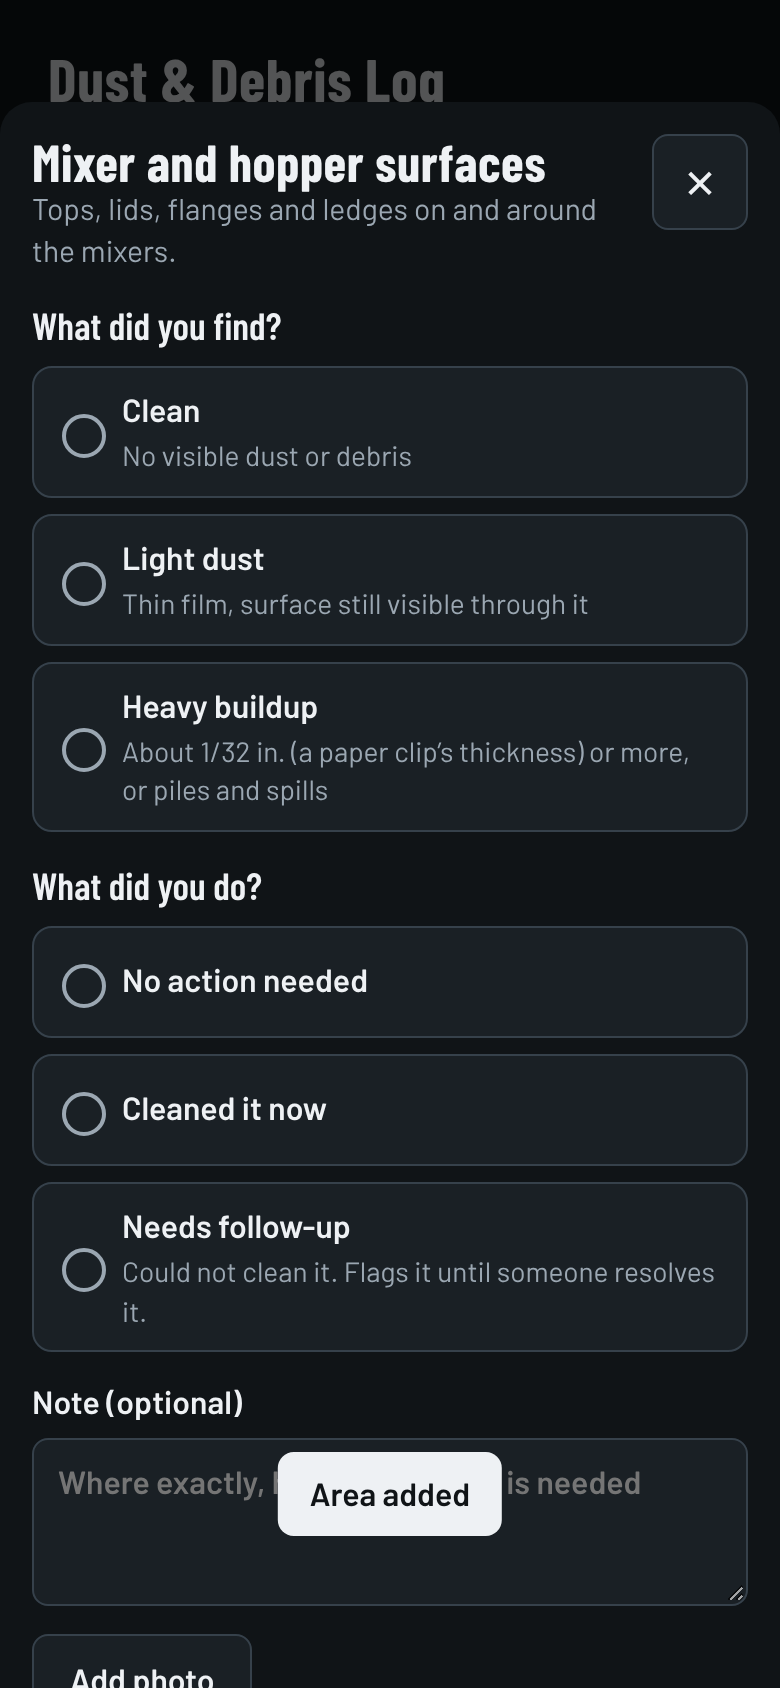 Dust & Debris Log
Mixer and hopper surfaces
Tops, lids, flanges and ledges on and around
the mixers.
What did you find?
Clean
No visible dust or debris
Light dust
Thin film, surface still visible through it
Heavy buildup
About 1/32 in. (a paper clip’s thickness) or more,
or piles and spills
What did you do?
No action needed
Cleaned it now
Needs follow-up
Could not clean it. Flags it until someone resolves
it.
Note (optional)
Where exactly, is needed
Area added
Add photo